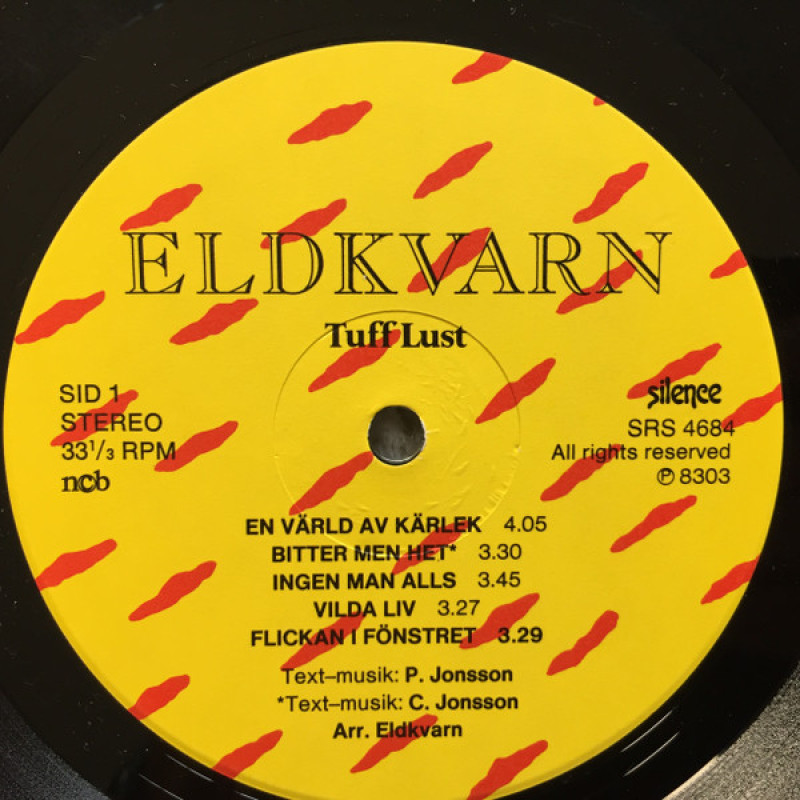 ELDKVARN
Tuff Lust
SID 1
STEREO
33 1/3 RPM
ncb
silence
SRS 4684
All rights reserved
℗ 8303
EN VÄRLD AV KÄRLEK 4.05
BITTER MEN HET* 3.30
INGEN MAN ALLS 3.45
VILDA LIV 3.27
FLICKAN I FÖNSTRET 3.29
Text–musik: P. Jonsson
*Text–musik: C. Jonsson
Arr. Eldkvarn